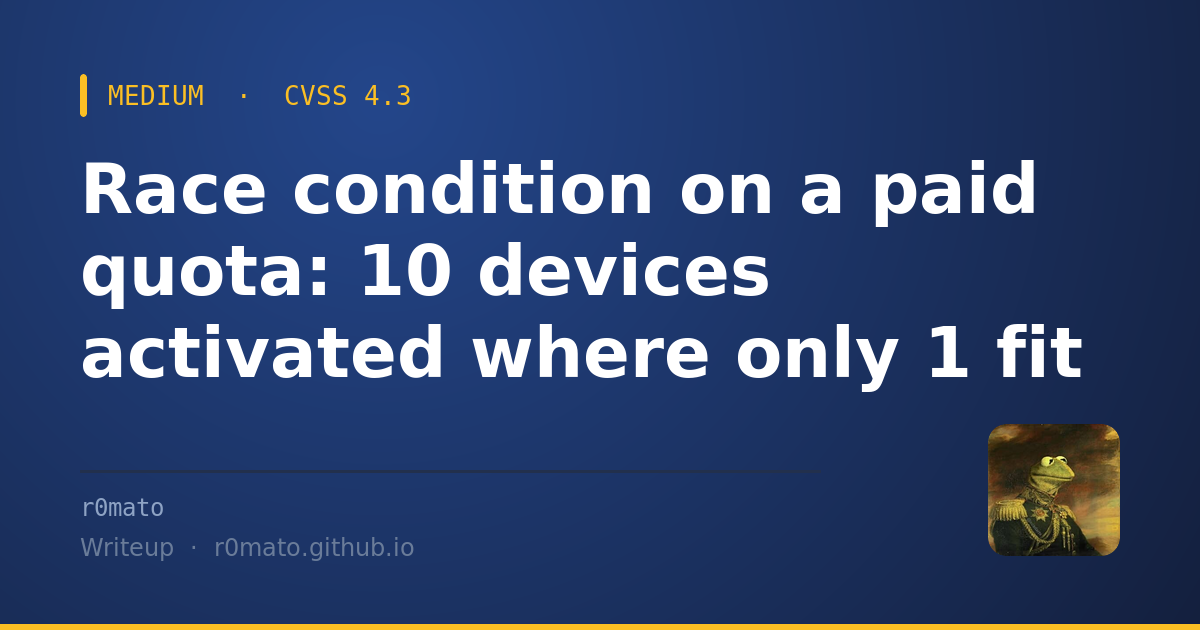 MEDIUM · CVSS 4.3
Race condition on a paid
quota: 10 devices
activated where only 1 fit
r0mato
Writeup · r0mato.github.io